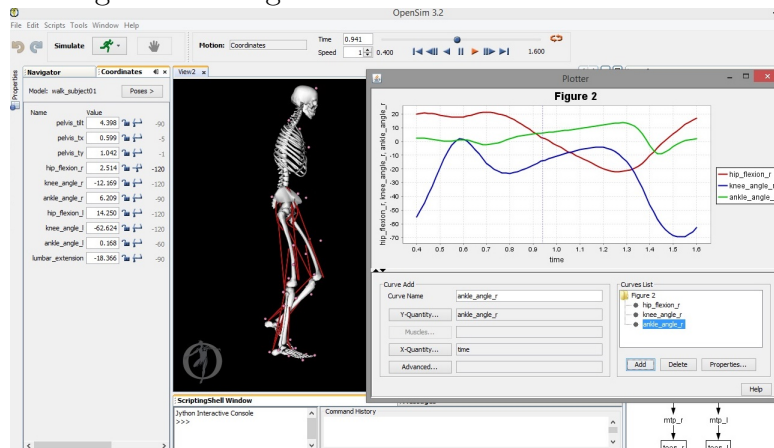 OpenSim 3.2
File Edit Scripts Tools Window Help
Simulate
Motion: Coordinates
Time 0.941
Speed 1 0.400 1.600
Properties
Navigator
Coordinates
Model: walk_subject01
Poses >
Name Value
pelvis_tilt 4.398 -90
pelvis_tx 0.599 -5
pelvis_ty 1.042 -1
hip_flexion_r 2.514 -120
knee_angle_r -12.169 -120
ankle_angle_r 6.209 -90
hip_flexion_l 14.250 -120
knee_angle_l -62.624 -120
ankle_angle_l 0.168 -60
lumbar_extension -18.366 -90
View2 x
Plotter
Figure 2
hip_flexion_r, knee_angle_r, ankle_angle_r
20
10
0
-10
-20
-30
-40
-50
-60
-70
0.4 0.5 0.6 0.7 0.8 0.9 1.0 1.1 1.2 1.3 1.4 1.5 1.6
time
hip_flexion_r
knee_angle_r
ankle_angle_
Curve Add
Curve Name ankle_angle_r
Y-Quantity... ankle_angle_r
Muscles...
X-Quantity... time
Advanced...
Curves List
Figure 2
hip_flexion_r
knee_angle_r
ankle_angle_r
Add Delete Properties...
Help
ScriptingShell Window
Jython Interactive Console
>>>
Command History
mtp_r mtp_l